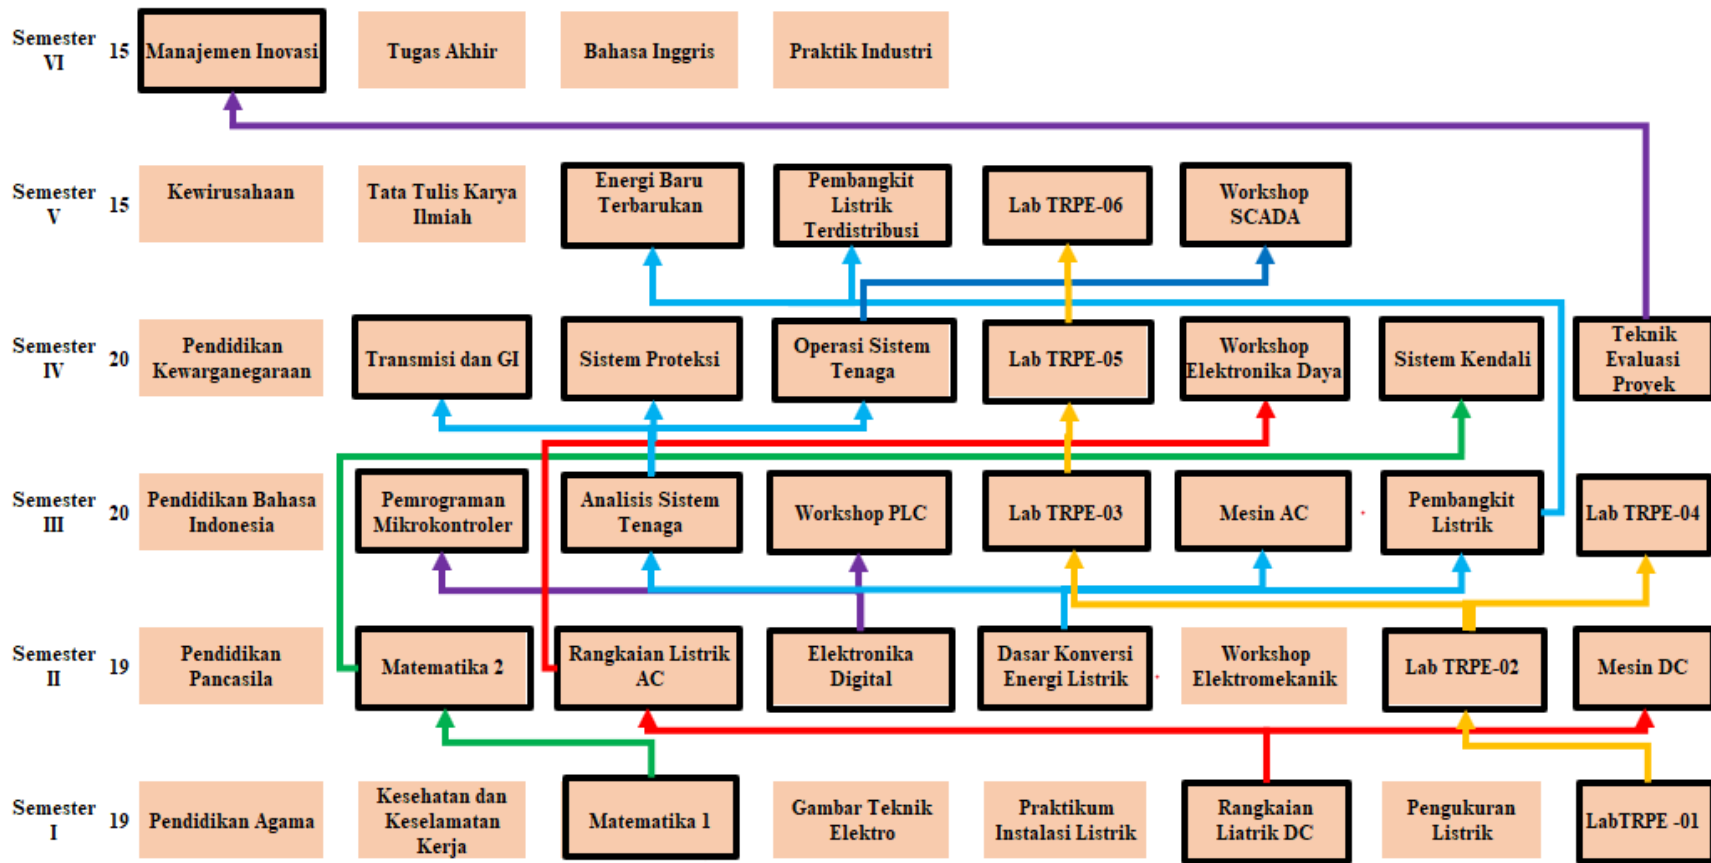 Semester
VI
15
Manajemen Inovasi
Tugas Akhir
Bahasa Inggris
Praktik Industri
Semester
V
15
Kewirusahaan
Tata Tulis Karya
Ilmiah
Energi Baru
Terbarukan
Pembangkit
Listrik
Terdistribusi
Lab TRPE-06
Workshop
SCADA
Semester
IV
20
Pendidikan
Kewarganegaraan
Transmisi dan GI
Sistem Proteksi
Operasi Sistem
Tenaga
Lab TRPE-05
Workshop
Elektronika Daya
Sistem Kendali
Teknik
Evaluasi
Proyek
Semester
III
20
Pendidikan Bahasa
Indonesia
Pemrograman
Mikrokontroler
Analisis Sistem
Tenaga
Workshop PLC
Lab TRPE-03
Mesin AC
Pembangkit
Listrik
Lab TRPE-04
Semester
II
19
Pendidikan
Pancasila
Matematika 2
Rangkaian Listrik
AC
Elektronika
Digital
Dasar Konversi
Energi Listrik
Workshop
Elektromekanik
Lab TRPE-02
Mesin DC
Semester
I
19
Pendidikan Agama
Kesehatan dan
Keselamatan
Kerja
Matematika 1
Gambar Teknik
Elektro
Praktikum
Instalasi Listrik
Rangkaian
Liatrik DC
Pengukuran
Listrik
LabTRPE -01